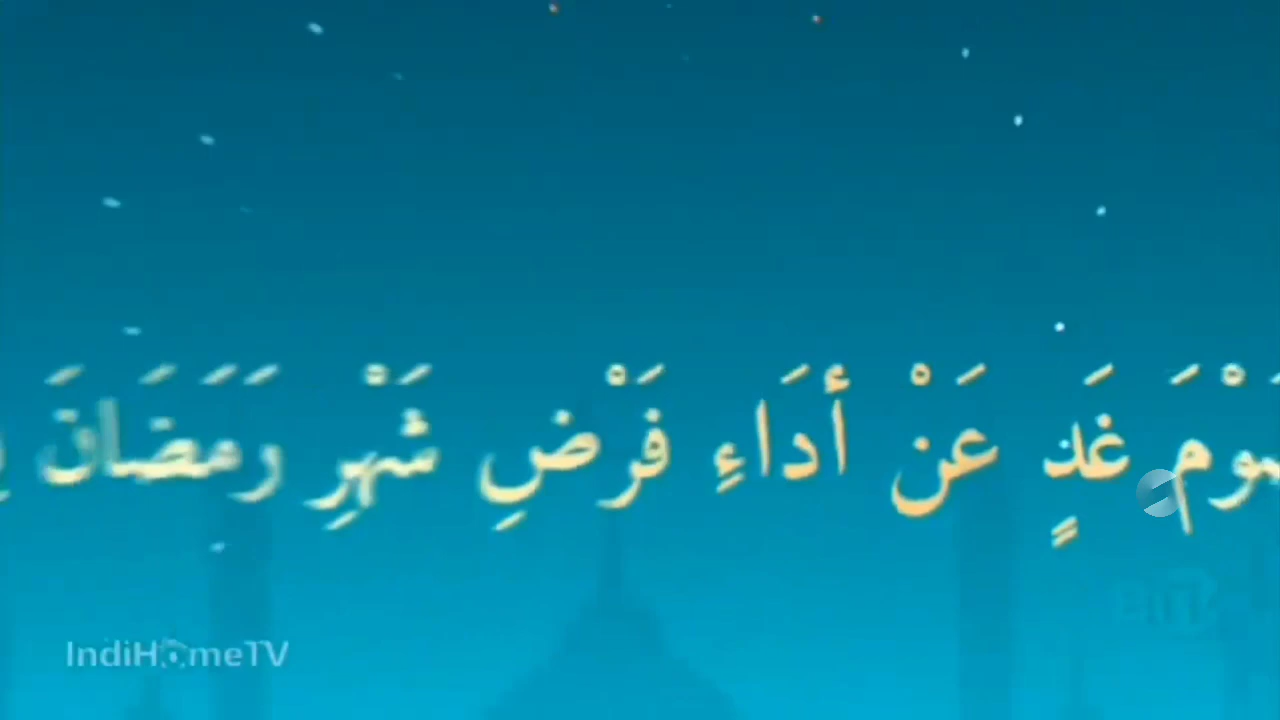 صَوْمَ غَدٍ عَنْ أَدَاءِ فَرْضِ شَهْرِ رَمَضَانَ
IndiHomeTV